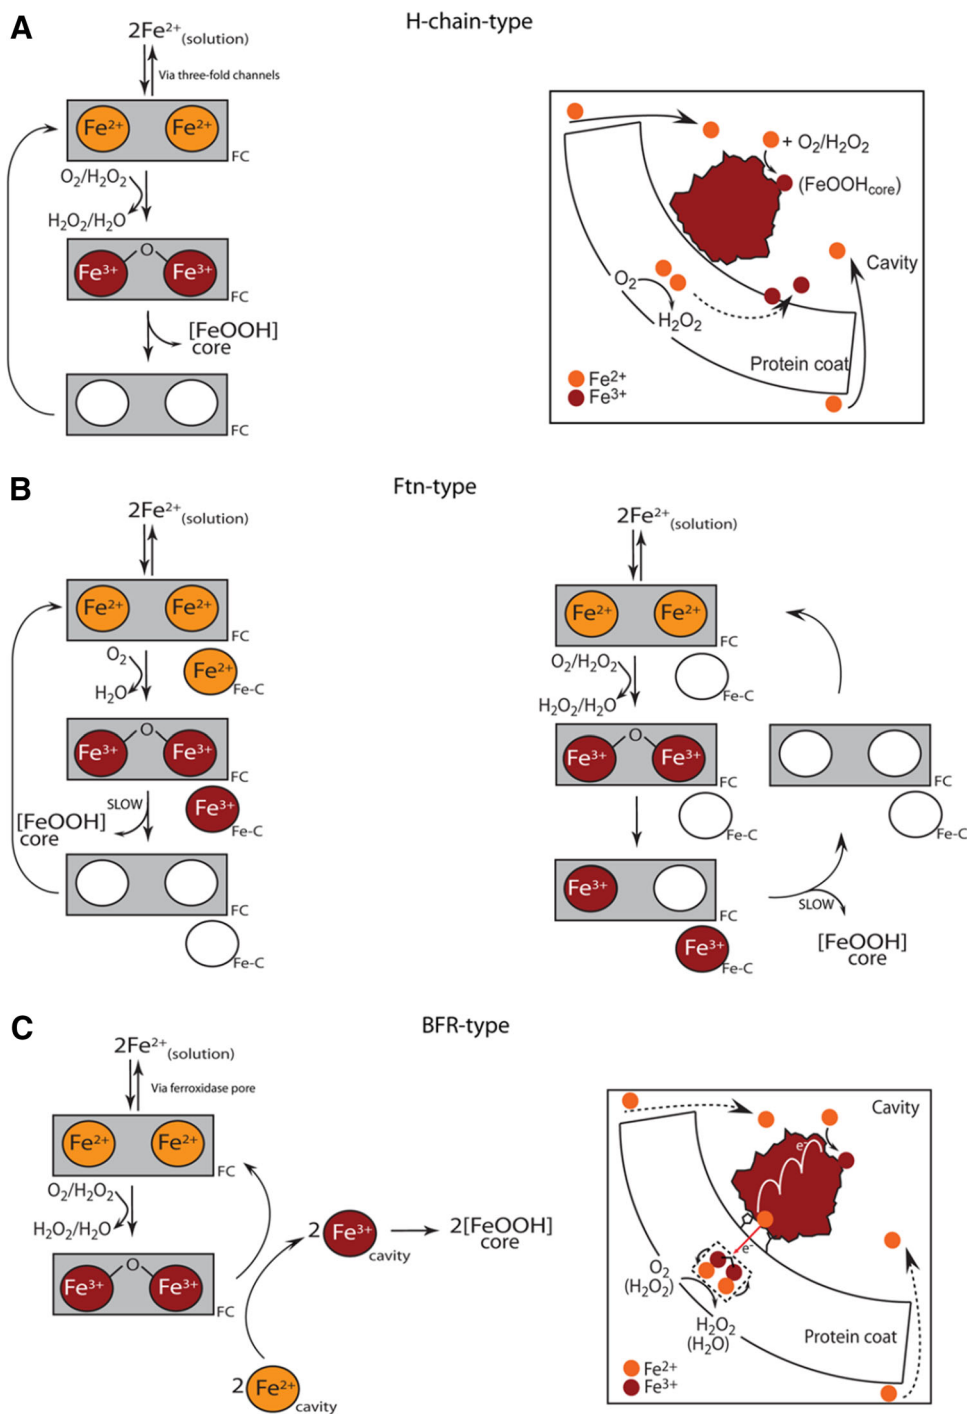 A
H-chain-type
2Fe²⁺(solution)
Via three-fold channels
Fe²⁺ Fe²⁺
FC
O₂/H₂O₂
H₂O₂/H₂O
Fe³⁺ O Fe³⁺
FC
[FeOOH]
core
FC
+ O₂/H₂O₂
(FeOOHcore)
Cavity
O₂
H₂O₂
Protein coat
Fe²⁺
Fe³⁺
B
Ftn-type
2Fe²⁺(solution)
Fe²⁺ Fe²⁺
FC
O₂
Fe²⁺
Fe-C
H₂O
Fe³⁺ O Fe³⁺
FC
SLOW
Fe³⁺
Fe-C
[FeOOH]
core
FC
Fe-C
2Fe²⁺(solution)
Fe²⁺ Fe²⁺
FC
O₂/H₂O₂
Fe-C
H₂O₂/H₂O
Fe³⁺ O Fe³⁺
FC
Fe-C
Fe³⁺
FC
Fe³⁺
Fe-C
FC
Fe-C
SLOW
[FeOOH]
core
C
BFR-type
2Fe²⁺(solution)
Via ferroxidase pore
Fe²⁺ Fe²⁺
FC
O₂/H₂O₂
H₂O₂/H₂O
Fe³⁺ O Fe³⁺
FC
2 Fe³⁺ cavity
2[FeOOH]
core
2 Fe²⁺ cavity
Cavity
e⁻
e⁻
O₂
(H₂O₂)
H₂O₂
(H₂O)
Protein coat
Fe²⁺
Fe³⁺